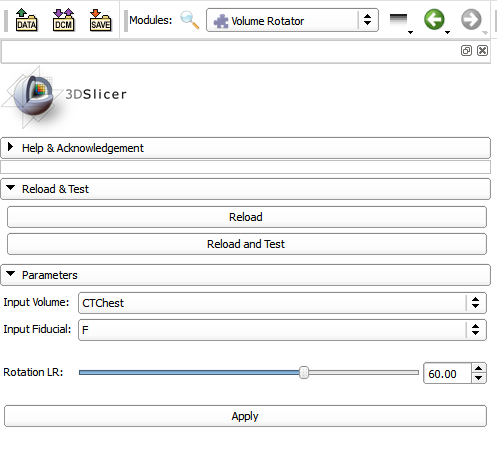 DATA DCM SAVE Modules: Volume Rotator
3DSlicer
Help & Acknowledgement
Reload & Test
Reload
Reload and Test
Parameters
Input Volume: CTChest
Input Fiducial: F
Rotation LR: 60.00
Apply